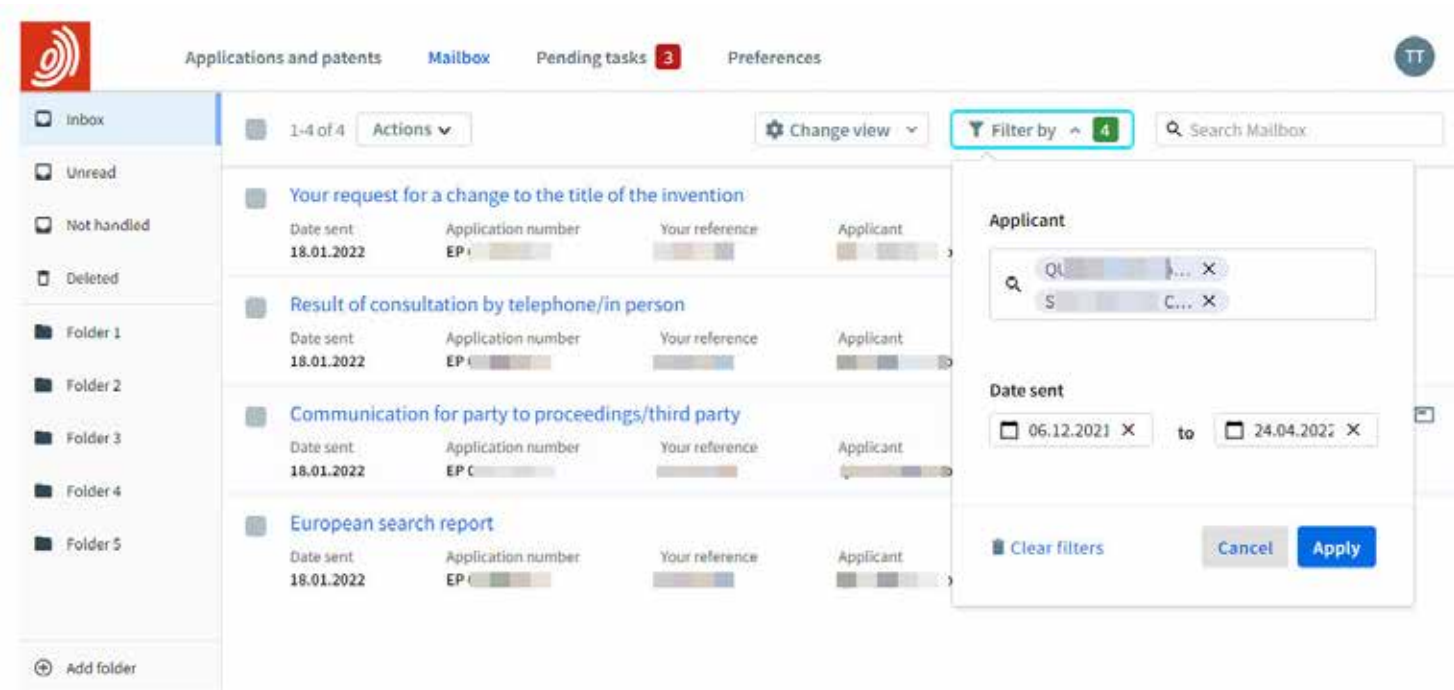 Applications and patents Mailbox Pending tasks 3 Preferences TT
Inbox
Unread
Not handled
Deleted
Folder 1
Folder 2
Folder 3
Folder 4
Folder 5
Add folder
1-4 of 4 Actions Change view Filter by 4 Search Mailbox
Your request for a change to the title of the invention
Date sent Application number Your reference Applicant
18.01.2022 EP
Result of consultation by telephone/in person
Date sent Application number Your reference Applicant
18.01.2022 EP
Communication for party to proceedings/third party
Date sent Application number Your reference Applicant
18.01.2022 EP
European search report
Date sent Application number Your reference Applicant
18.01.2022 EP
Applicant
Date sent
06.12.2021 to 24.04.2022
Clear filters Cancel Apply